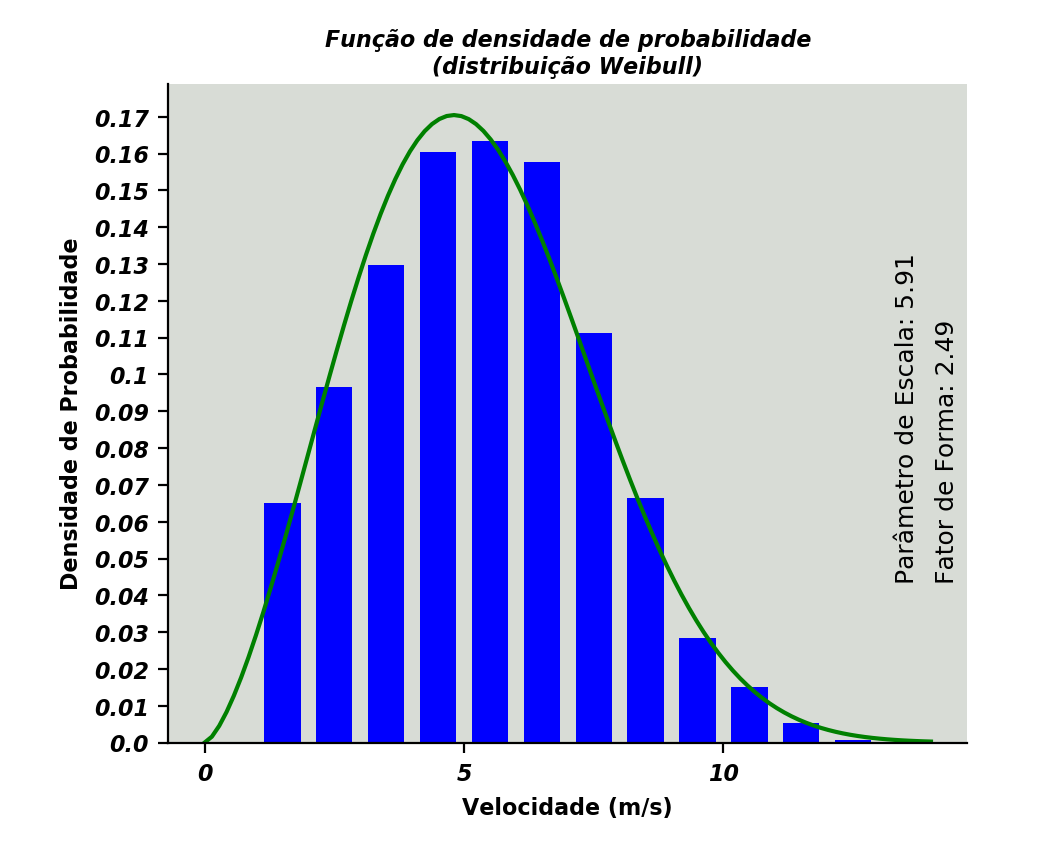 Função de densidade de probabilidade
(distribuição Weibull)
Densidade de Probabilidade
0.17
0.16
0.15
0.14
0.13
0.12
0.11
0.1
0.09
0.08
0.07
0.06
0.05
0.04
0.03
0.02
0.01
0.0
Parâmetro de Escala: 5.91
Fator de Forma: 2.49
0 5 10
Velocidade (m/s)